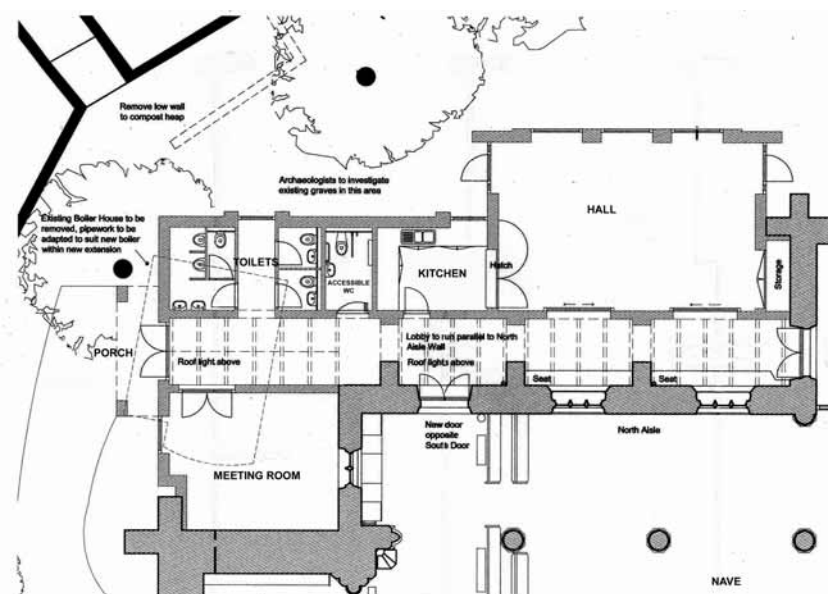 Remove low wall
to compost heap
Archaeologists to investigate
existing graves in this area
HALL
Existing Boiler House to be
removed, pipework to be
adapted to suit new boiler
within new extension
TOILETS
ACCESSIBLE
WC
KITCHEN
Hatch
Storage
PORCH
Roof light above
Lobby to run parallel to North
Aisle Wall
Roof lights above
Seat
Seat
New door
opposite
South Door
North Aisle
MEETING ROOM
NAVE